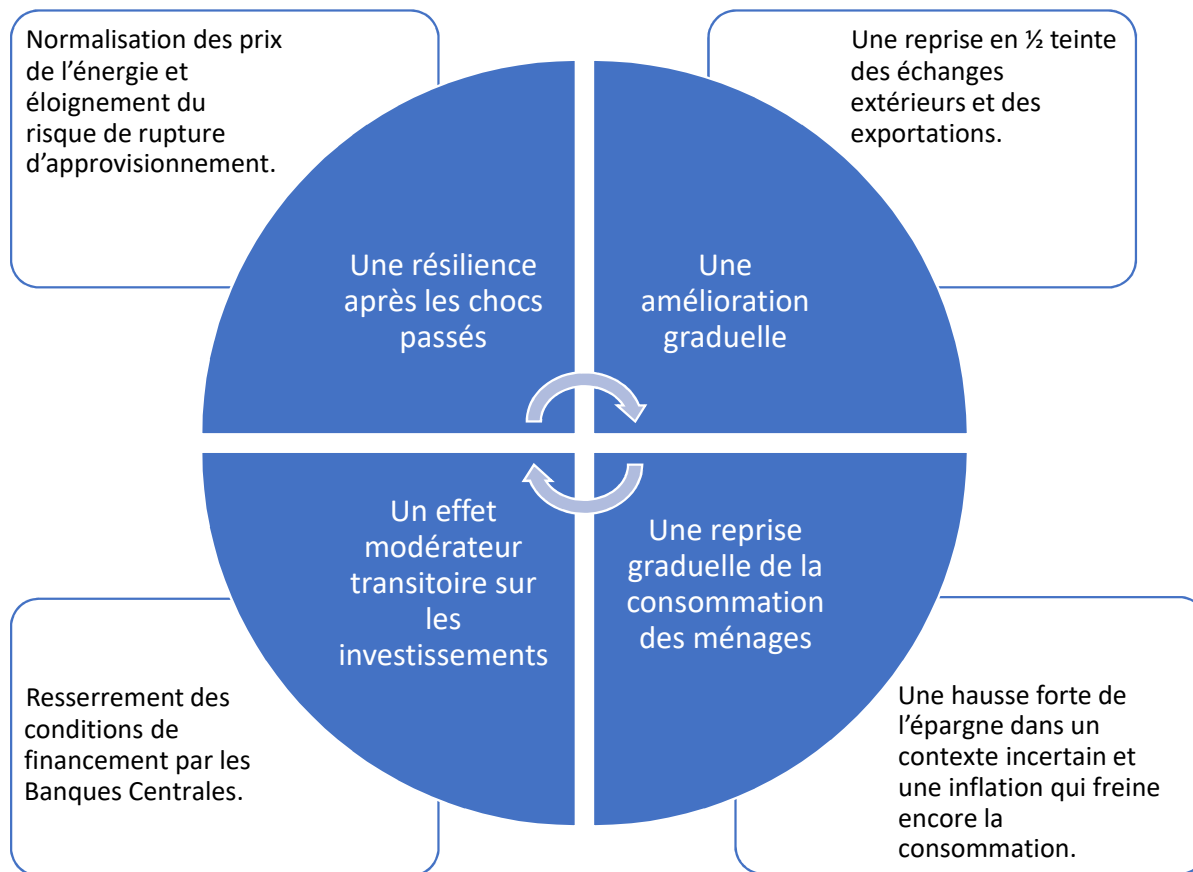 Normalisation des prix
de l’énergie et
éloignement du
risque de rupture
d’approvisionnement.
Une reprise en ½ teinte
des échanges
extérieurs et des
exportations.
Une résilience
après les chocs
passés
Une
amélioration
graduelle
Un effet
modérateur
transitoire sur
les
investissements
Une reprise
graduelle de la
consommation
des ménages
Resserrement des
conditions de
financement par les
Banques Centrales.
Une hausse forte de
l’épargne dans un
contexte incertain et
une inflation qui freine
encore la
consommation.